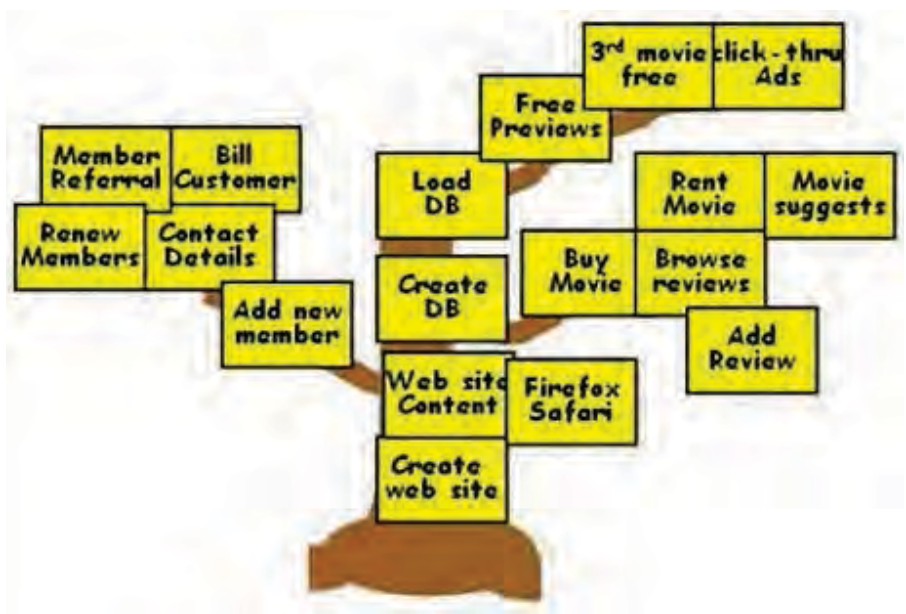 3rd movie
free
click-thru
Ads
Free
Previews
Member
Referral
Bill
Customer
Load
DB
Rent
Movie
Movie
suggests
Renew
Members
Contact
Details
Buy
Movie
Browse
reviews
Create
DB
Add new
member
Add
Review
Web site
Content
Firefox
Safari
Create
web site